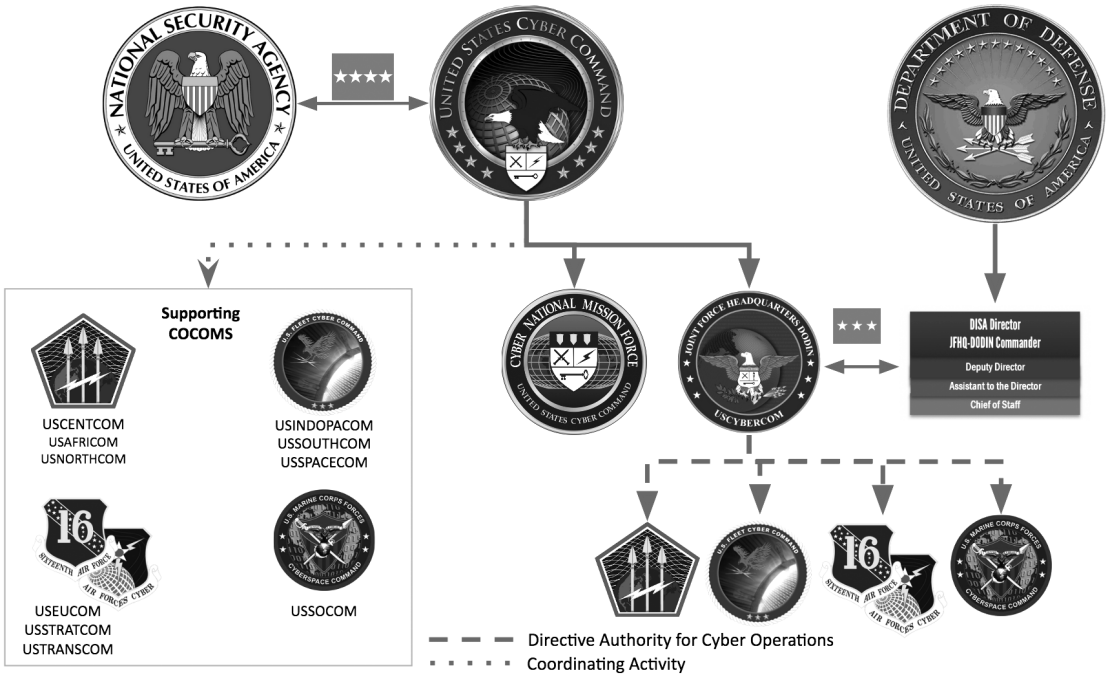 NATIONAL SECURITY AGENCY
UNITED STATES OF AMERICA
UNITED STATES CYBER COMMAND
DEPARTMENT OF DEFENSE
UNITED STATES OF AMERICA
Supporting
COCOMS
U.S. FLEET CYBER COMMAND
USCENTCOM
USAFRICOM
USNORTHCOM
USINDOPACOM
USSOUTHCOM
USSPACECOM
16
SIXTEENTH AIR FORCE
AIR FORCES CYBER
U.S. MARINE CORPS FORCES
CYBERSPACE COMMAND
USEUCOM
USSTRATCOM
USTRANSCOM
USSOCOM
CYBER NATIONAL MISSION FORCE
UNITED STATES CYBER COMMAND
JOINT FORCE HEADQUARTERS DODIN
USCYBERCOM
DISA Director
JFHQ-DODIN Commander
Deputy Director
Assistant to the Director
Chief of Staff
U.S. FLEET CYBER COMMAND
16
SIXTEENTH AIR FORCE
AIR FORCES CYBER
U.S. MARINE CORPS FORCES
CYBERSPACE COMMAND
Directive Authority for Cyber Operations
Coordinating Activity